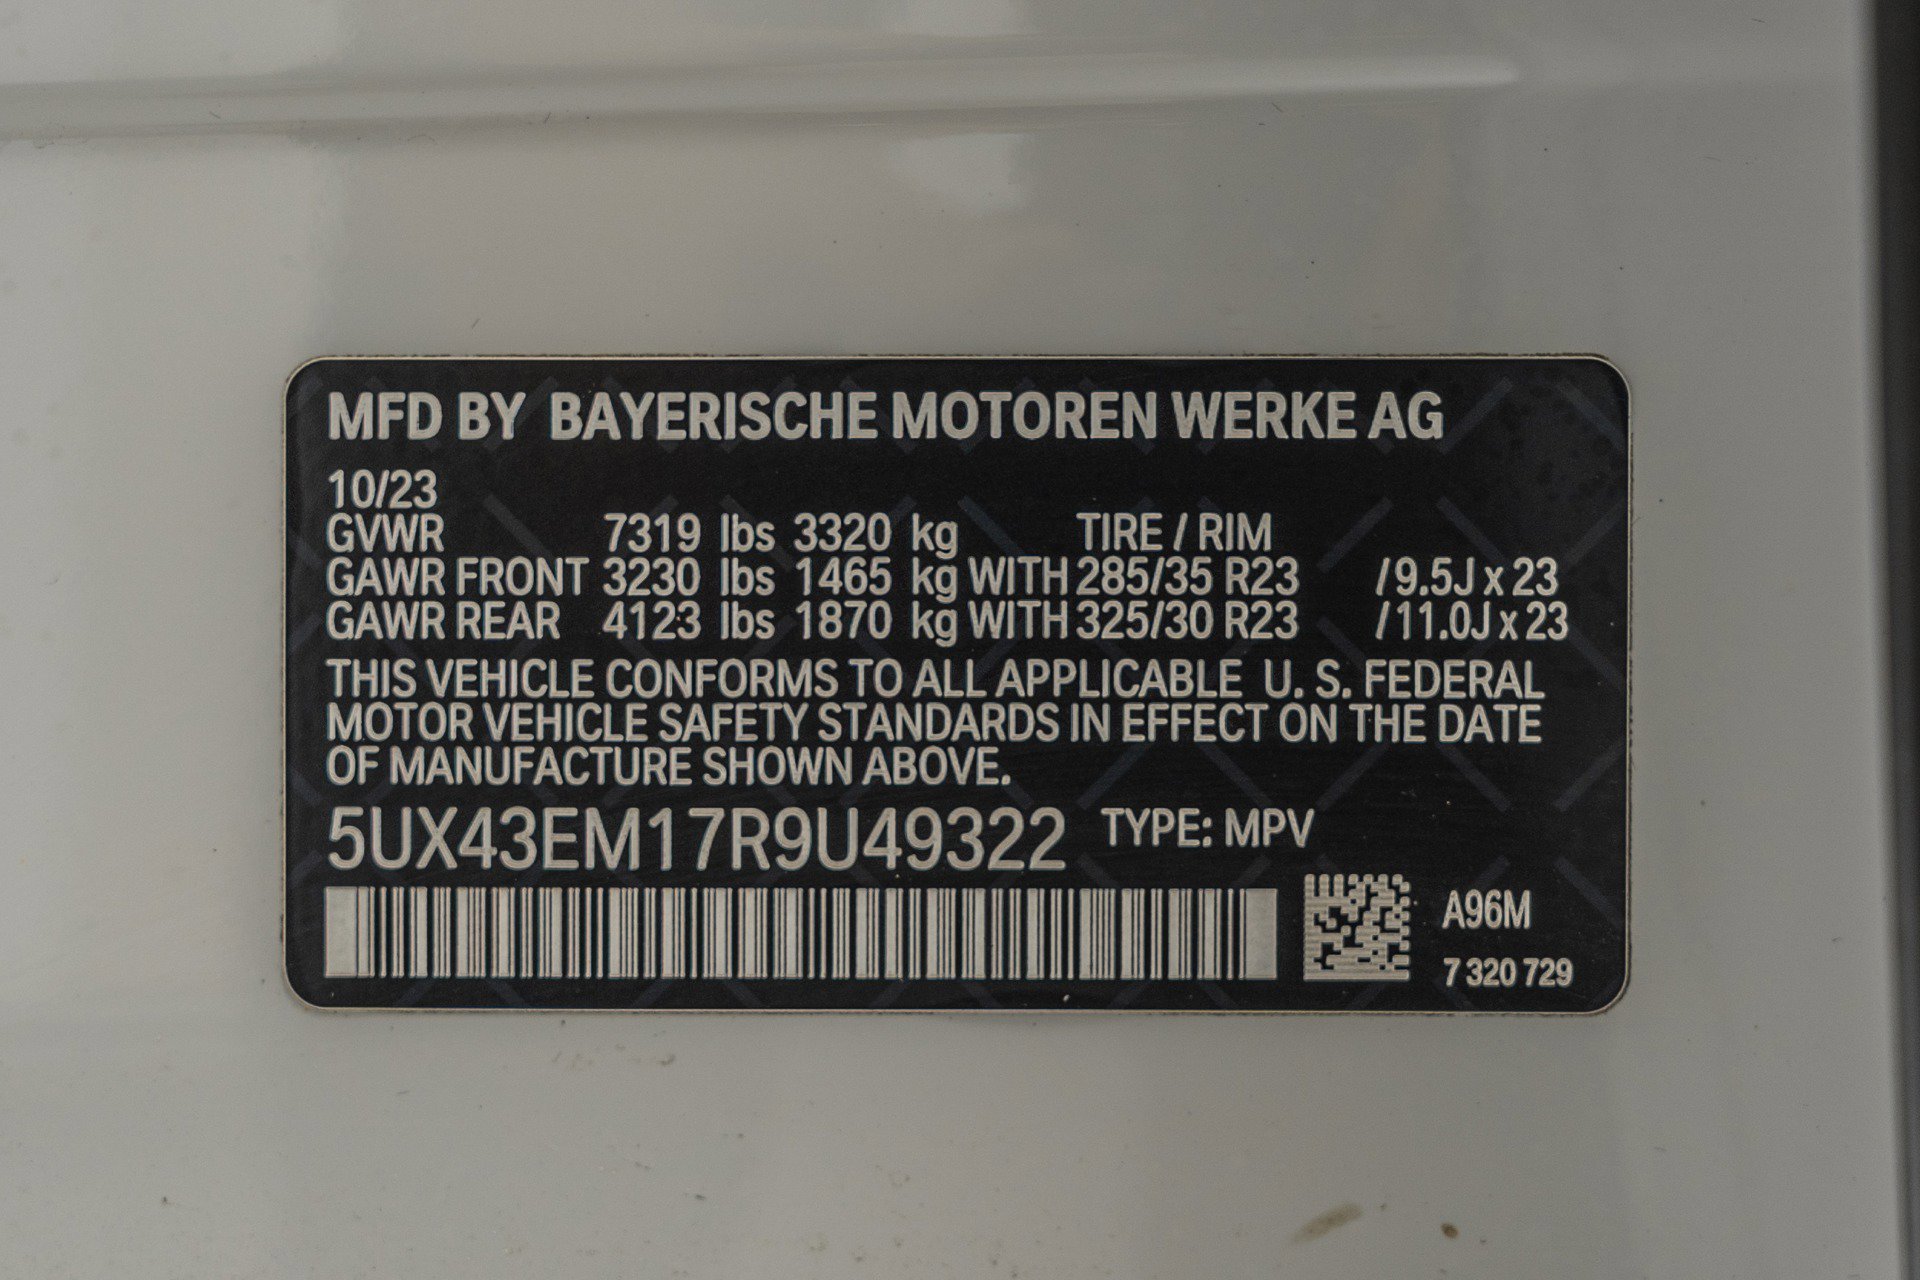 MFD BY BAYERISCHE MOTOREN WERKE AG
10/23
GVWR 7319 lbs 3320 kg TIRE / RIM
GAWR FRONT 3230 lbs 1465 kg WITH 285/35 R23 /9.5J x 23
GAWR REAR 4123 lbs 1870 kg WITH 325/30 R23 /11.0J x 23
THIS VEHICLE CONFORMS TO ALL APPLICABLE U. S. FEDERAL
MOTOR VEHICLE SAFETY STANDARDS IN EFFECT ON THE DATE
OF MANUFACTURE SHOWN ABOVE.
5UX43EM17R9U49322 TYPE: MPV
A96M
7 320 729